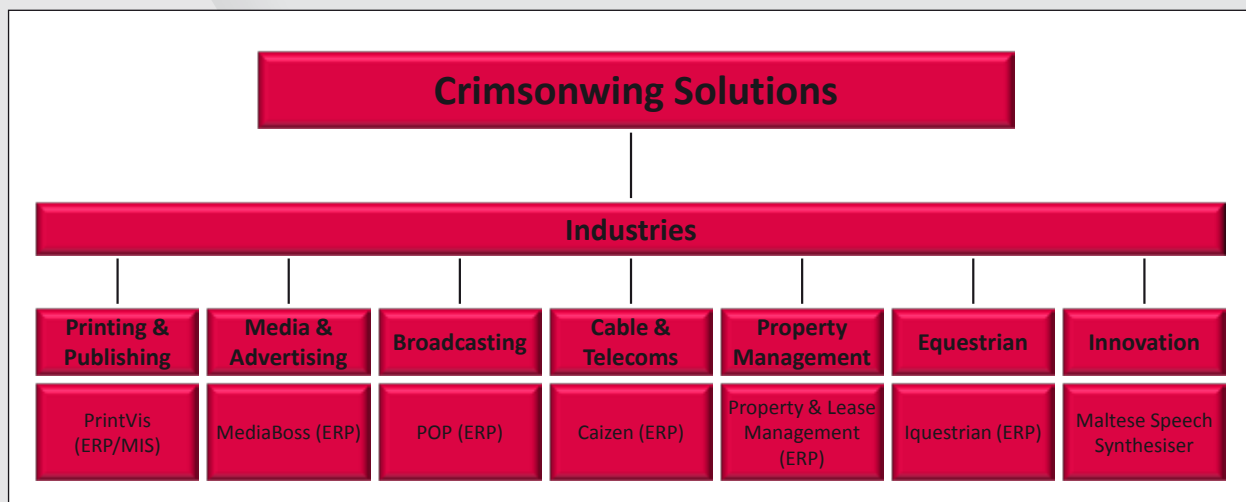 Crimsonwing Solutions
Industries
Printing &
Publishing
Media &
Advertising
Broadcasting
Cable &
Telecoms
Property
Management
Equestrian
Innovation
PrintVis
(ERP/MIS)
MediaBoss (ERP)
POP (ERP)
Caizen (ERP)
Property & Lease
Management
(ERP)
Iquestrian (ERP)
Maltese Speech
Synthesiser